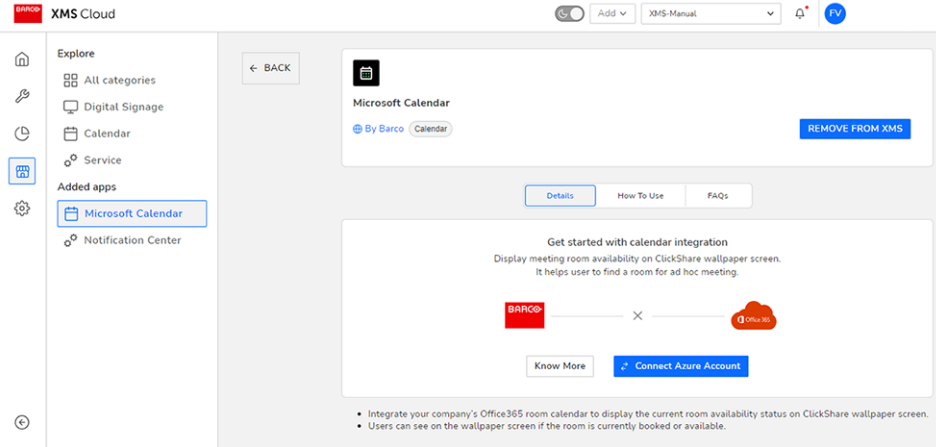 BARCO XMS Cloud
Add
XMS-Manual
FV
Explore
All categories
Digital Signage
Calendar
Service
Added apps
Microsoft Calendar
Notification Center
← BACK
Microsoft Calendar
By Barco Calendar
REMOVE FROM XMS
Details How To Use FAQs
Get started with calendar integration
Display meeting room availability on ClickShare wallpaper screen.
It helps user to find a room for ad hoc meeting.
BARCO
Office 365
Know More Connect Azure Account
• Integrate your company's Office365 room calendar to display the current room availability status on ClickShare wallpaper screen.
• Users can see on the wallpaper screen if the room is currently booked or available.